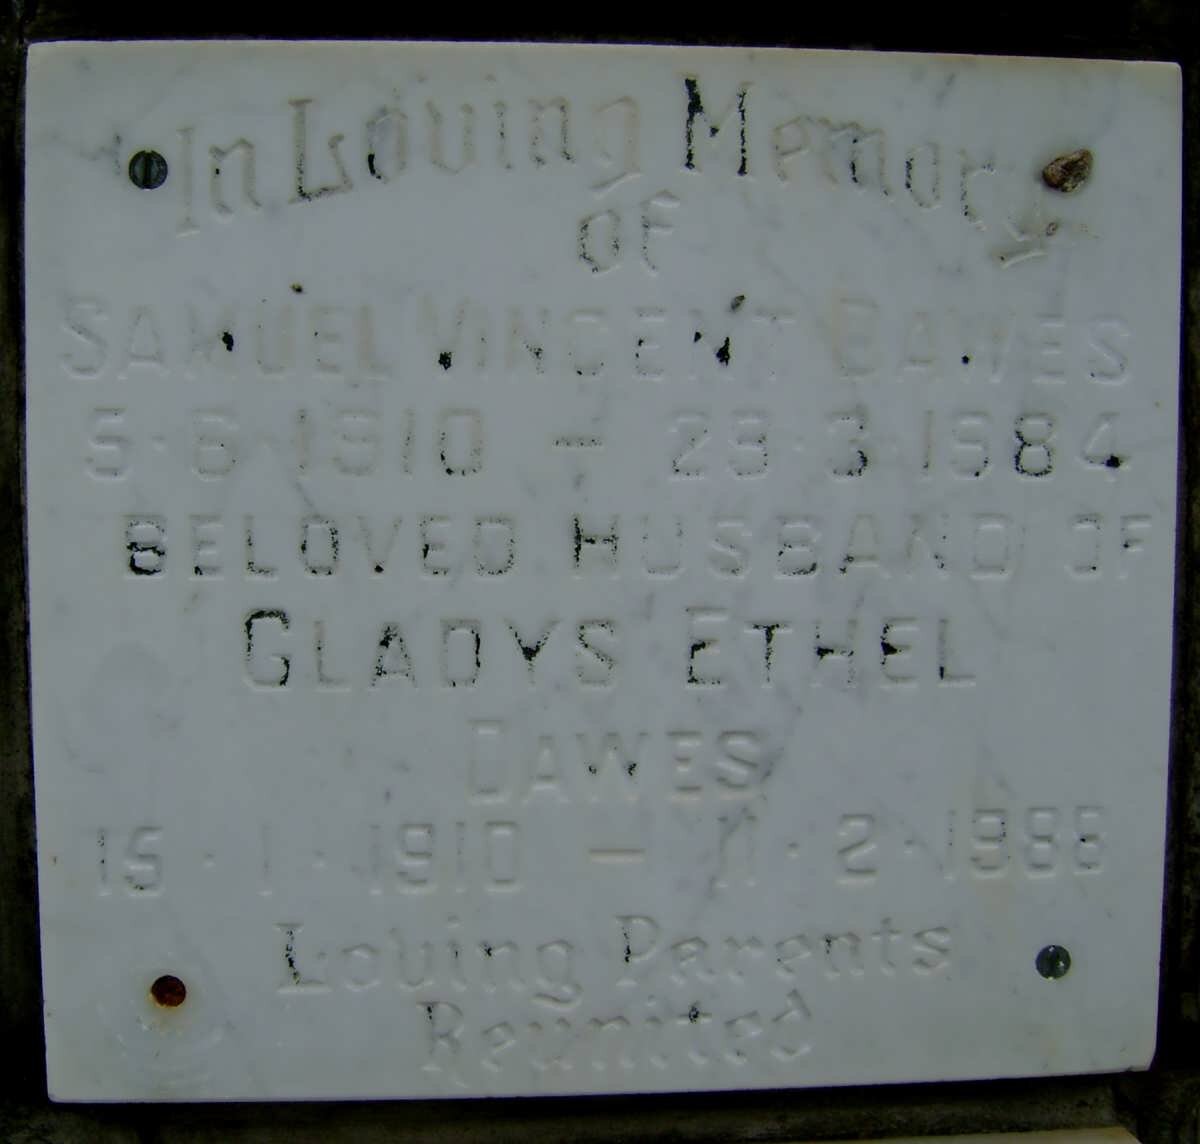 In Loving Memory
of
SAMUEL VINCENT DAWES
5·6·1910 – 29·3·1984
BELOVED HUSBAND OF
GLADYS ETHEL
DAWES
15·1·1910 – 11·2·1988
Loving Parents
Reunited